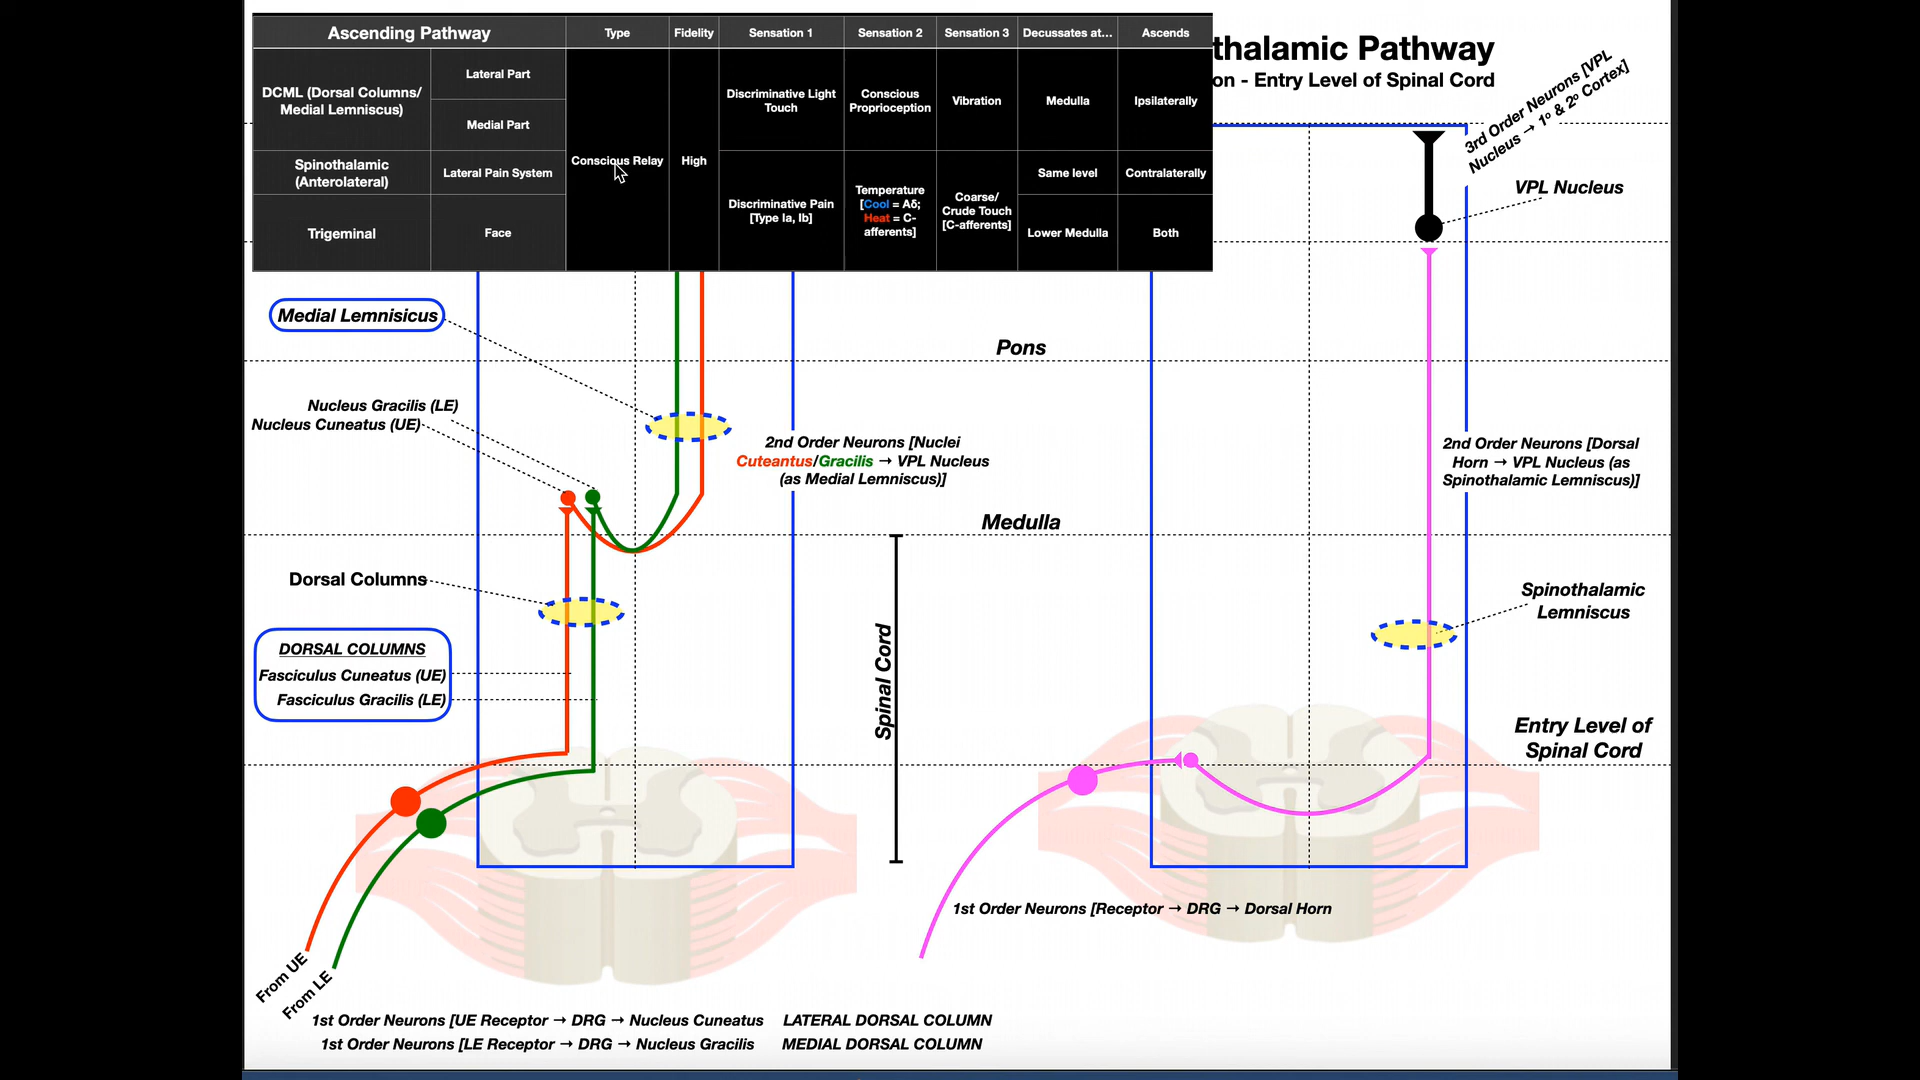 Ascending Pathway
Type
Fidelity
Sensation 1
Sensation 2
Sensation 3
Decussates at...
Ascends
DCML (Dorsal Columns/
Medial Lemniscus)
Lateral Part
Medial Part
Conscious Relay
High
Discriminative Light
Touch
Conscious
Proprioception
Vibration
Medulla
Ipsilaterally
Spinothalamic
(Anterolateral)
Lateral Pain System
Discriminative Pain
[Type Ia, Ib]
Temperature
[Cool = Aδ;
Heat = C-
afferents]
Coarse/
Crude Touch
[C-afferents]
Same level
Contralaterally
Trigeminal
Face
Lower Medulla
Both
thalamic Pathway
on - Entry Level of Spinal Cord
3rd Order Neurons [VPL
Nucleus → 1º & 2º Cortex]
VPL Nucleus
Medial Lemnisicus
Pons
Nucleus Gracilis (LE)
Nucleus Cuneatus (UE)
2nd Order Neurons [Nuclei
Cuteantus/Gracilis → VPL Nucleus
(as Medial Lemniscus)]
2nd Order Neurons [Dorsal
Horn → VPL Nucleus (as
Spinothalamic Lemniscus)]
Medulla
Dorsal Columns
Spinothalamic
Lemniscus
DORSAL COLUMNS
Fasciculus Cuneatus (UE)
Fasciculus Gracilis (LE)
Spinal Cord
Entry Level of
Spinal Cord
1st Order Neurons [Receptor → DRG → Dorsal Horn
From UE
From LE
1st Order Neurons [UE Receptor → DRG → Nucleus Cuneatus LATERAL DORSAL COLUMN
1st Order Neurons [LE Receptor → DRG → Nucleus Gracilis MEDIAL DORSAL COLUMN